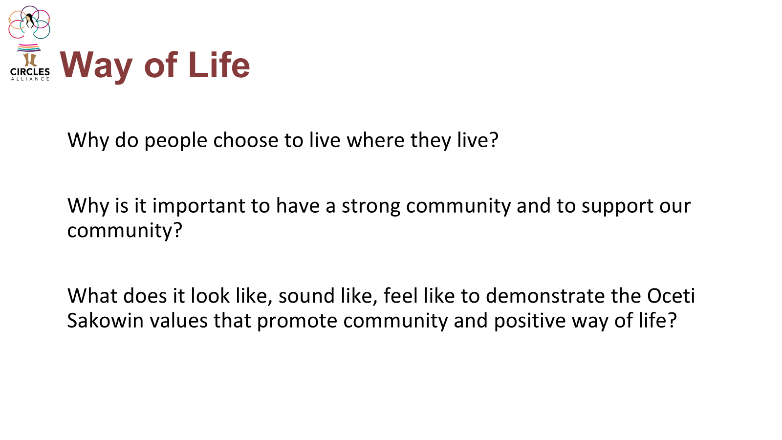 CIRCLES
ALLIANCE
Way of Life
Why do people choose to live where they live?
Why is it important to have a strong community and to support our
community?
What does it look like, sound like, feel like to demonstrate the Oceti
Sakowin values that promote community and positive way of life?